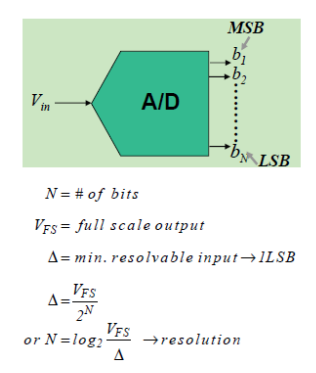 MSB
b1
b2
Vin
A/D
bN LSB
N = # of bits
VFS = full scale output
Δ = min. resolvable input → 1LSB
Δ = VFS / 2^N
or N = log2 VFS / Δ → resolution